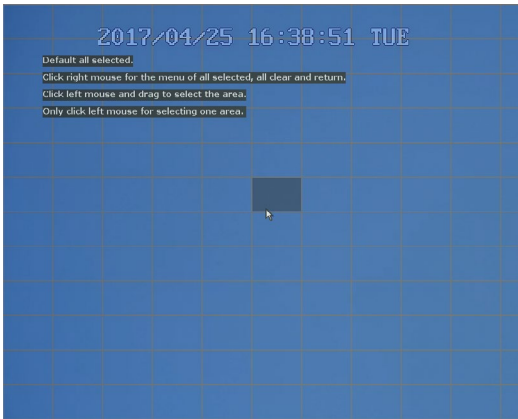 2017/04/25 16:38:51 TUE
Default all selected.
Click right mouse for the menu of all selected, all clear and return.
Click left mouse and drag to select the area.
Only click left mouse for selecting one area.